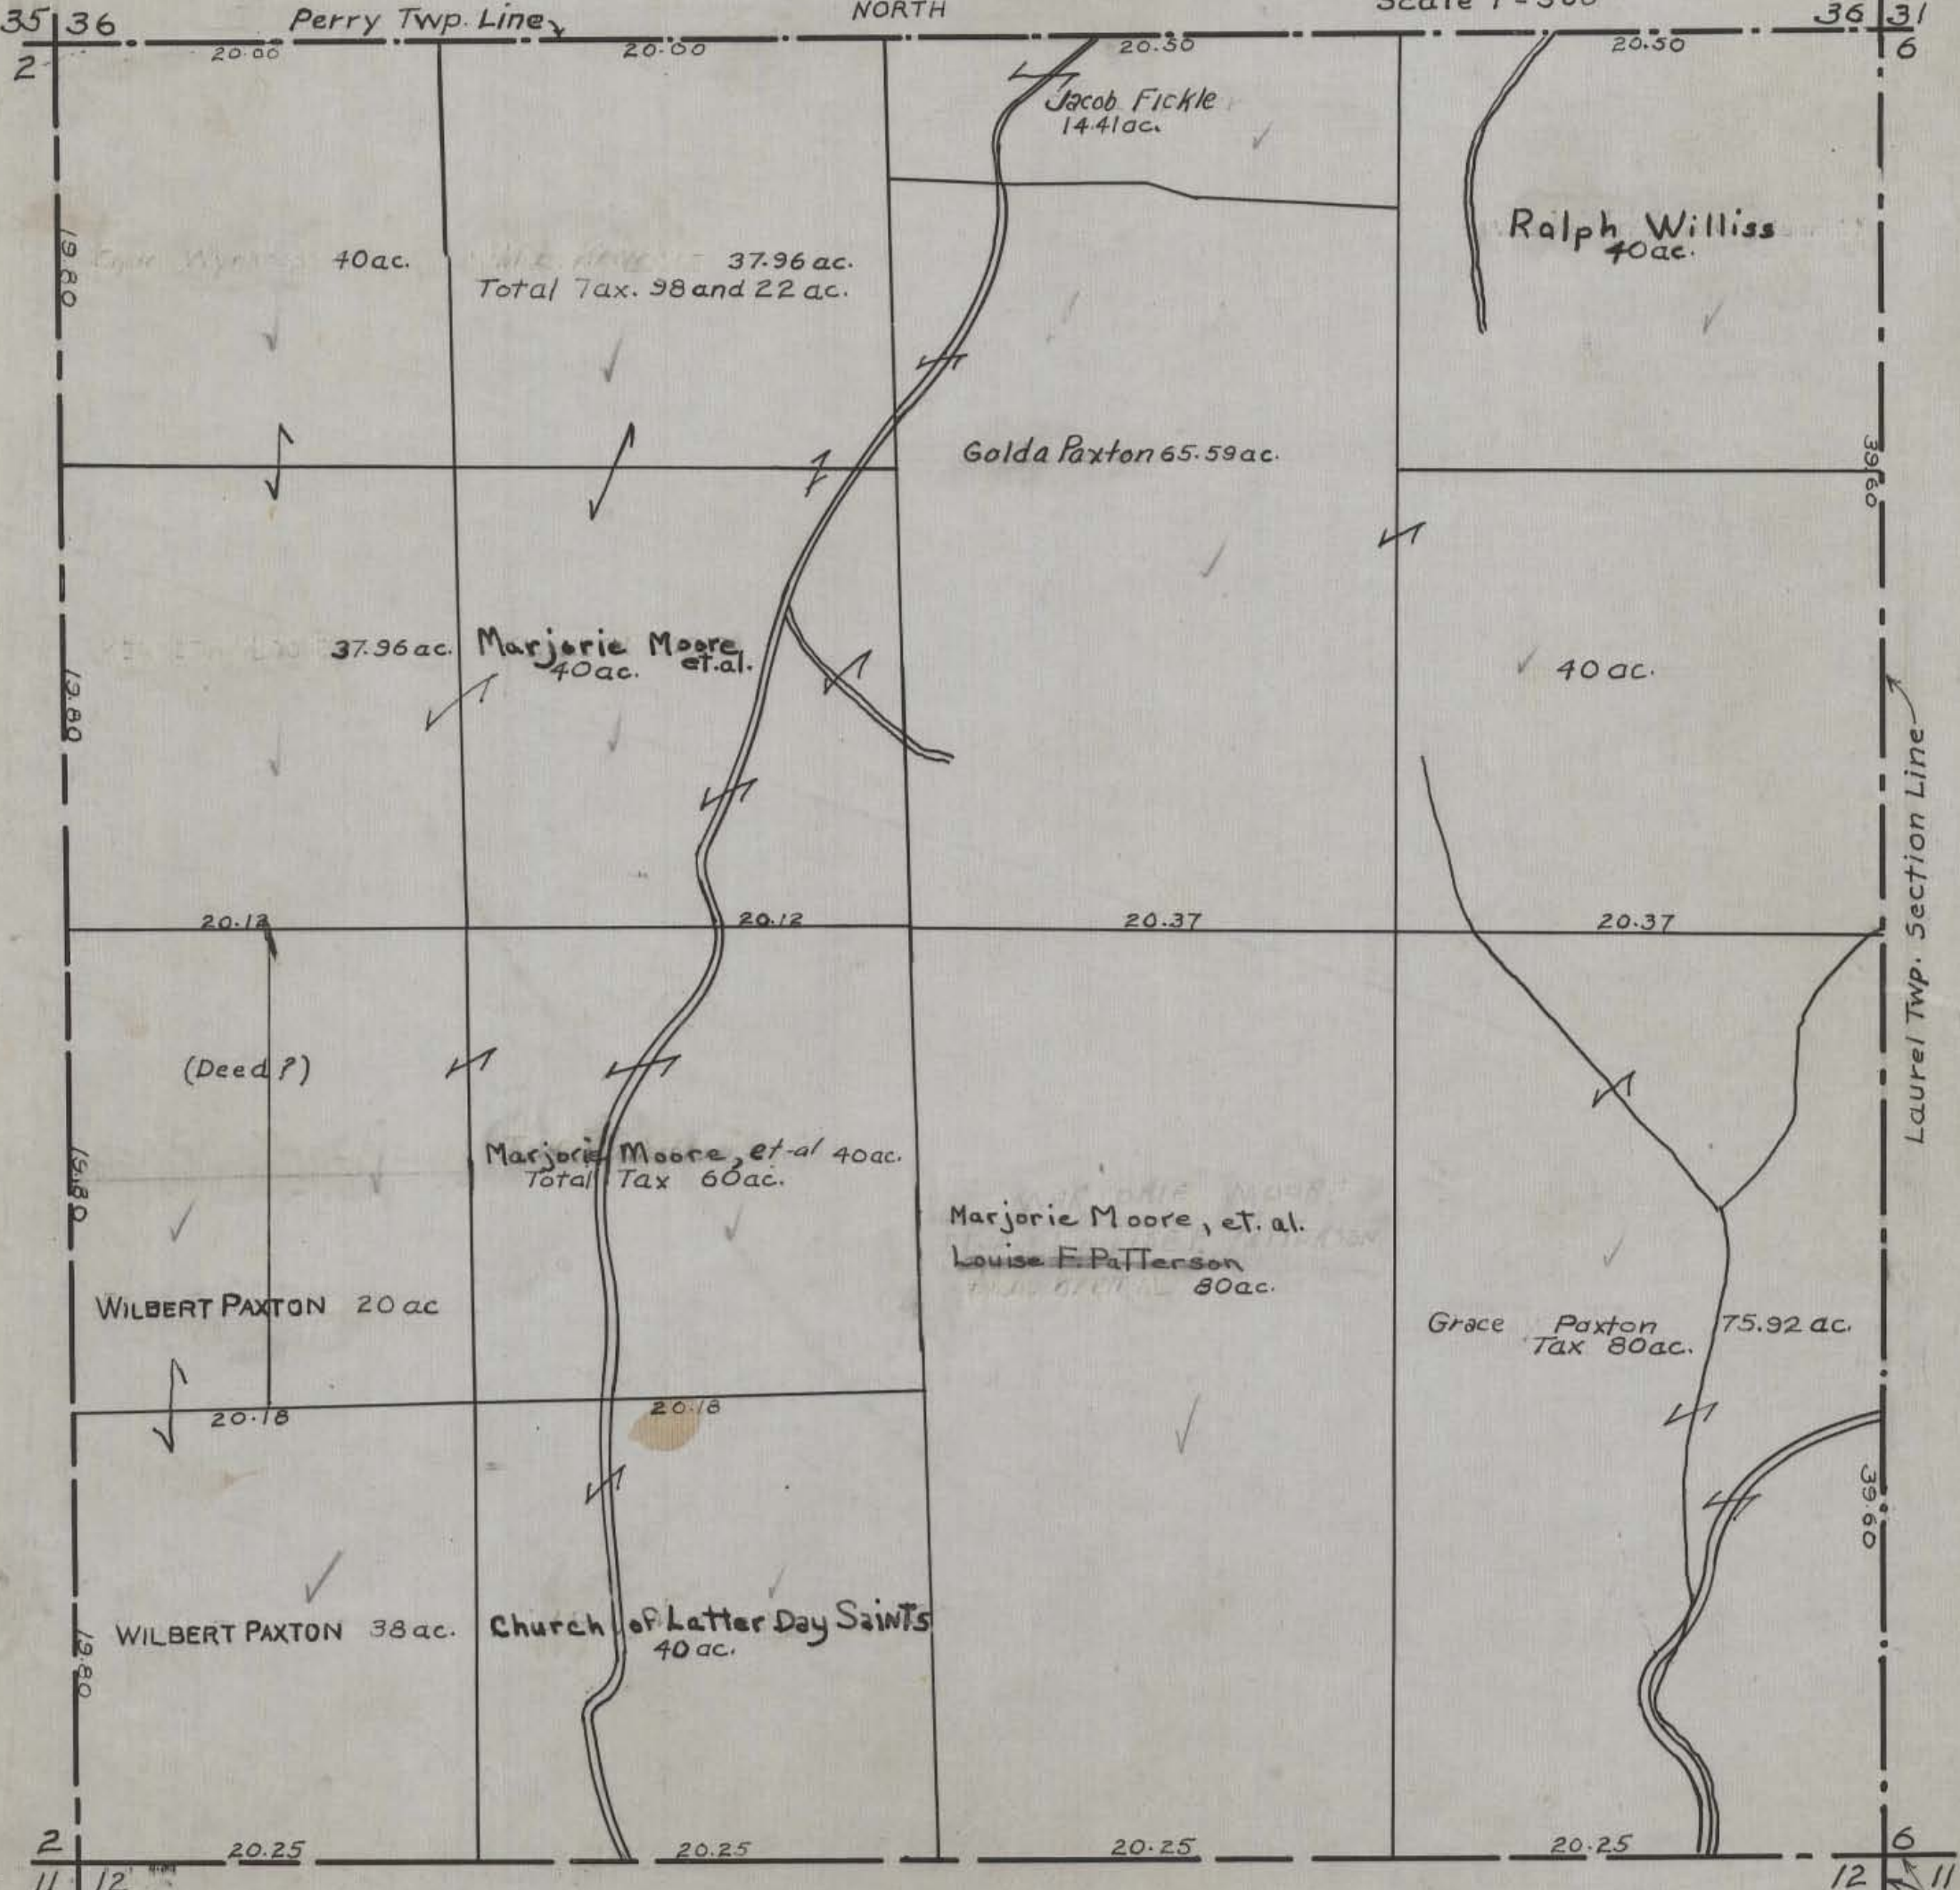 35 36
Perry Twp. Line
NORTH
36 31
2
20.00
20.00
20.50
20.50
6
Jacob Fickle
14.41ac.
Ralph Williss
40ac.
19.80
40ac.
37.96 ac.
Total Tax. 98 and 22 ac.
Golda Paxton 65.59ac.
39.60
37.96 ac.
Marjorie Moore
et.al.
40ac.
40 ac.
19.80
Laurel Twp. Section Line
20.12
20.12
20.37
20.37
(Deed?)
19.80
Marjorie Moore, et-al 40ac.
Total Tax 60ac.
Marjorie Moore, et. al.
Louise F. Patterson
80ac.
WILBERT PAXTON 20 ac
Grace Paxton 75.92 ac.
Tax 80ac.
20.18
20.18
39.60
WILBERT PAXTON 38 ac.
Church of Latter Day Saints
40 ac.
19.80
2
20.25
20.25
20.25
20.25
6
11 12
12 11